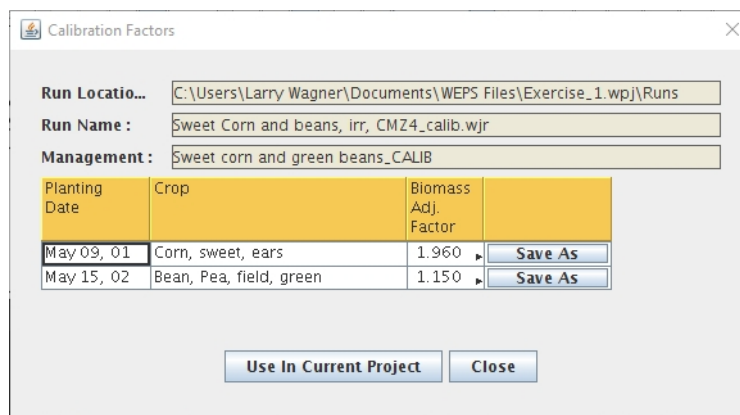 Calibration Factors
Run Locatio... C:\Users\Larry Wagner\Documents\WEPS Files\Exercise_1.wpj\Runs
Run Name : Sweet Corn and beans, irr, CMZ4_calib.wjr
Management : Sweet corn and green beans_CALIB
Planting Date Crop Biomass Adj. Factor
May 09, 01 Corn, sweet, ears 1.960 Save As
May 15, 02 Bean, Pea, field, green 1.150 Save As
Use In Current Project Close